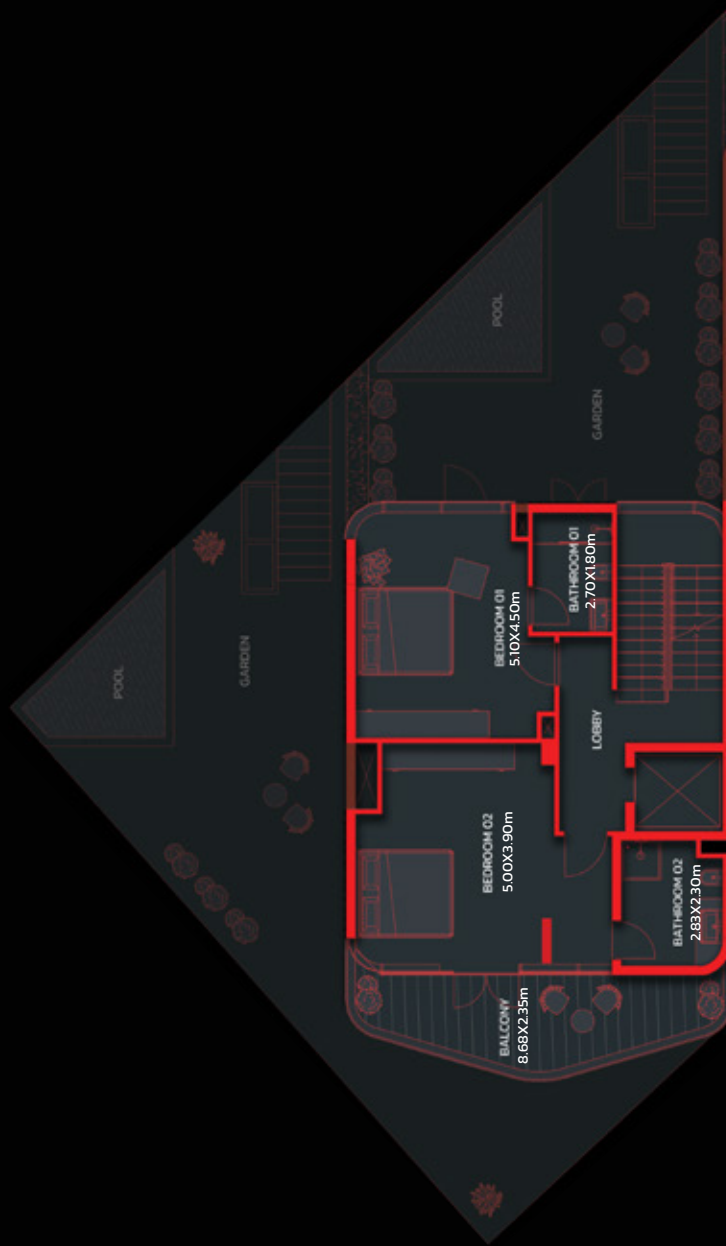 POOL
GARDEN
POOL
GARDEN
BEDROOM 01
5.10X4.50m
BATHROOM 01
2.70X1.80m
LOBBY
BEDROOM 02
5.00X3.90m
BATHROOM 02
2.83X2.30m
BALCONY
8.68X2.35m